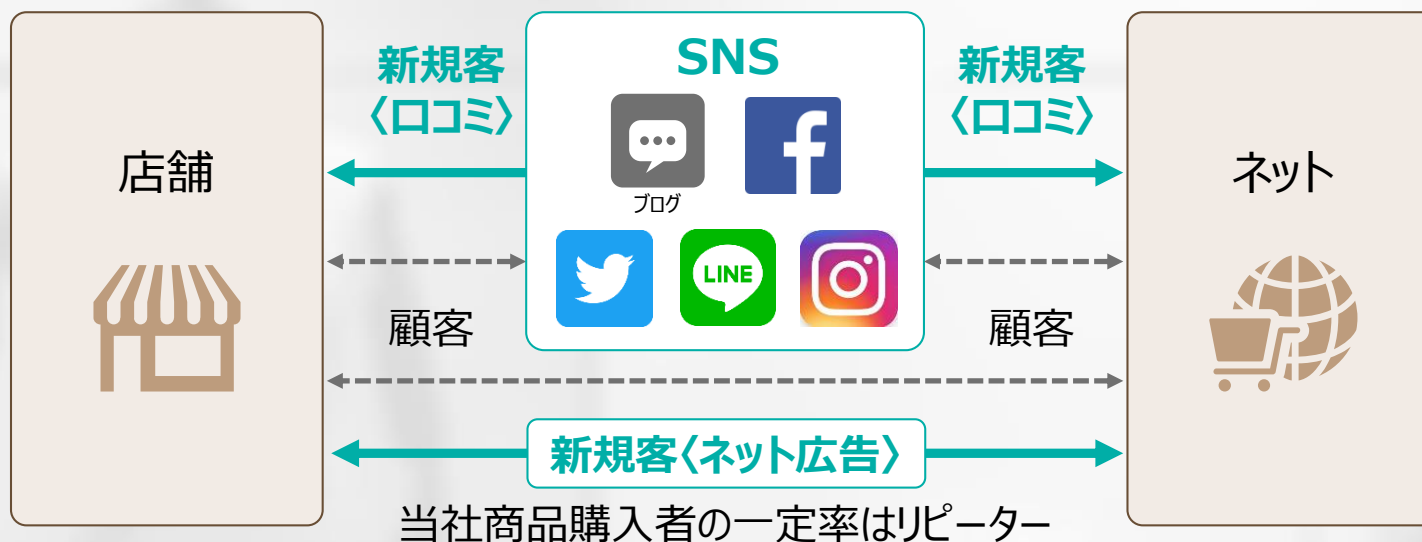 店舗
新規客
〈口コミ〉
SNS
ブログ
LINE
新規客
〈口コミ〉
ネット
顧客
顧客
新規客〈ネット広告〉
当社商品購入者の一定率はリピーター